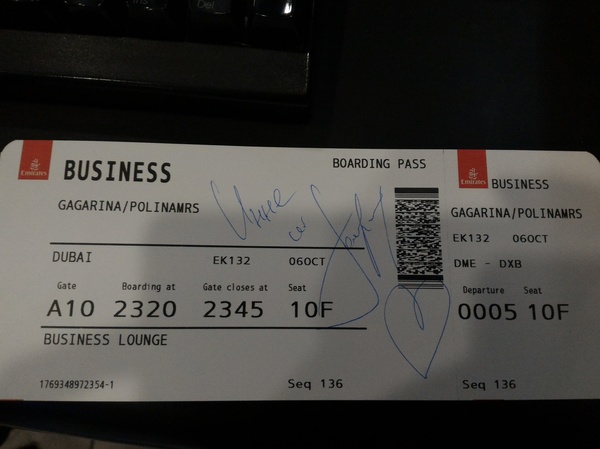 Del
Emirates
BUSINESS
BOARDING PASS
GAGARINA/POLINAMRS
DUBAI EK132 06OCT
Gate Boarding at Gate closes at Seat
A10 2320 2345 10F
BUSINESS LOUNGE
1769348972354-1 Seq 136
Emirates
BUSINESS
GAGARINA/POLINAMRS
EK132 06OCT
DME - DXB
Departure Seat
0005 10F
Seq 136